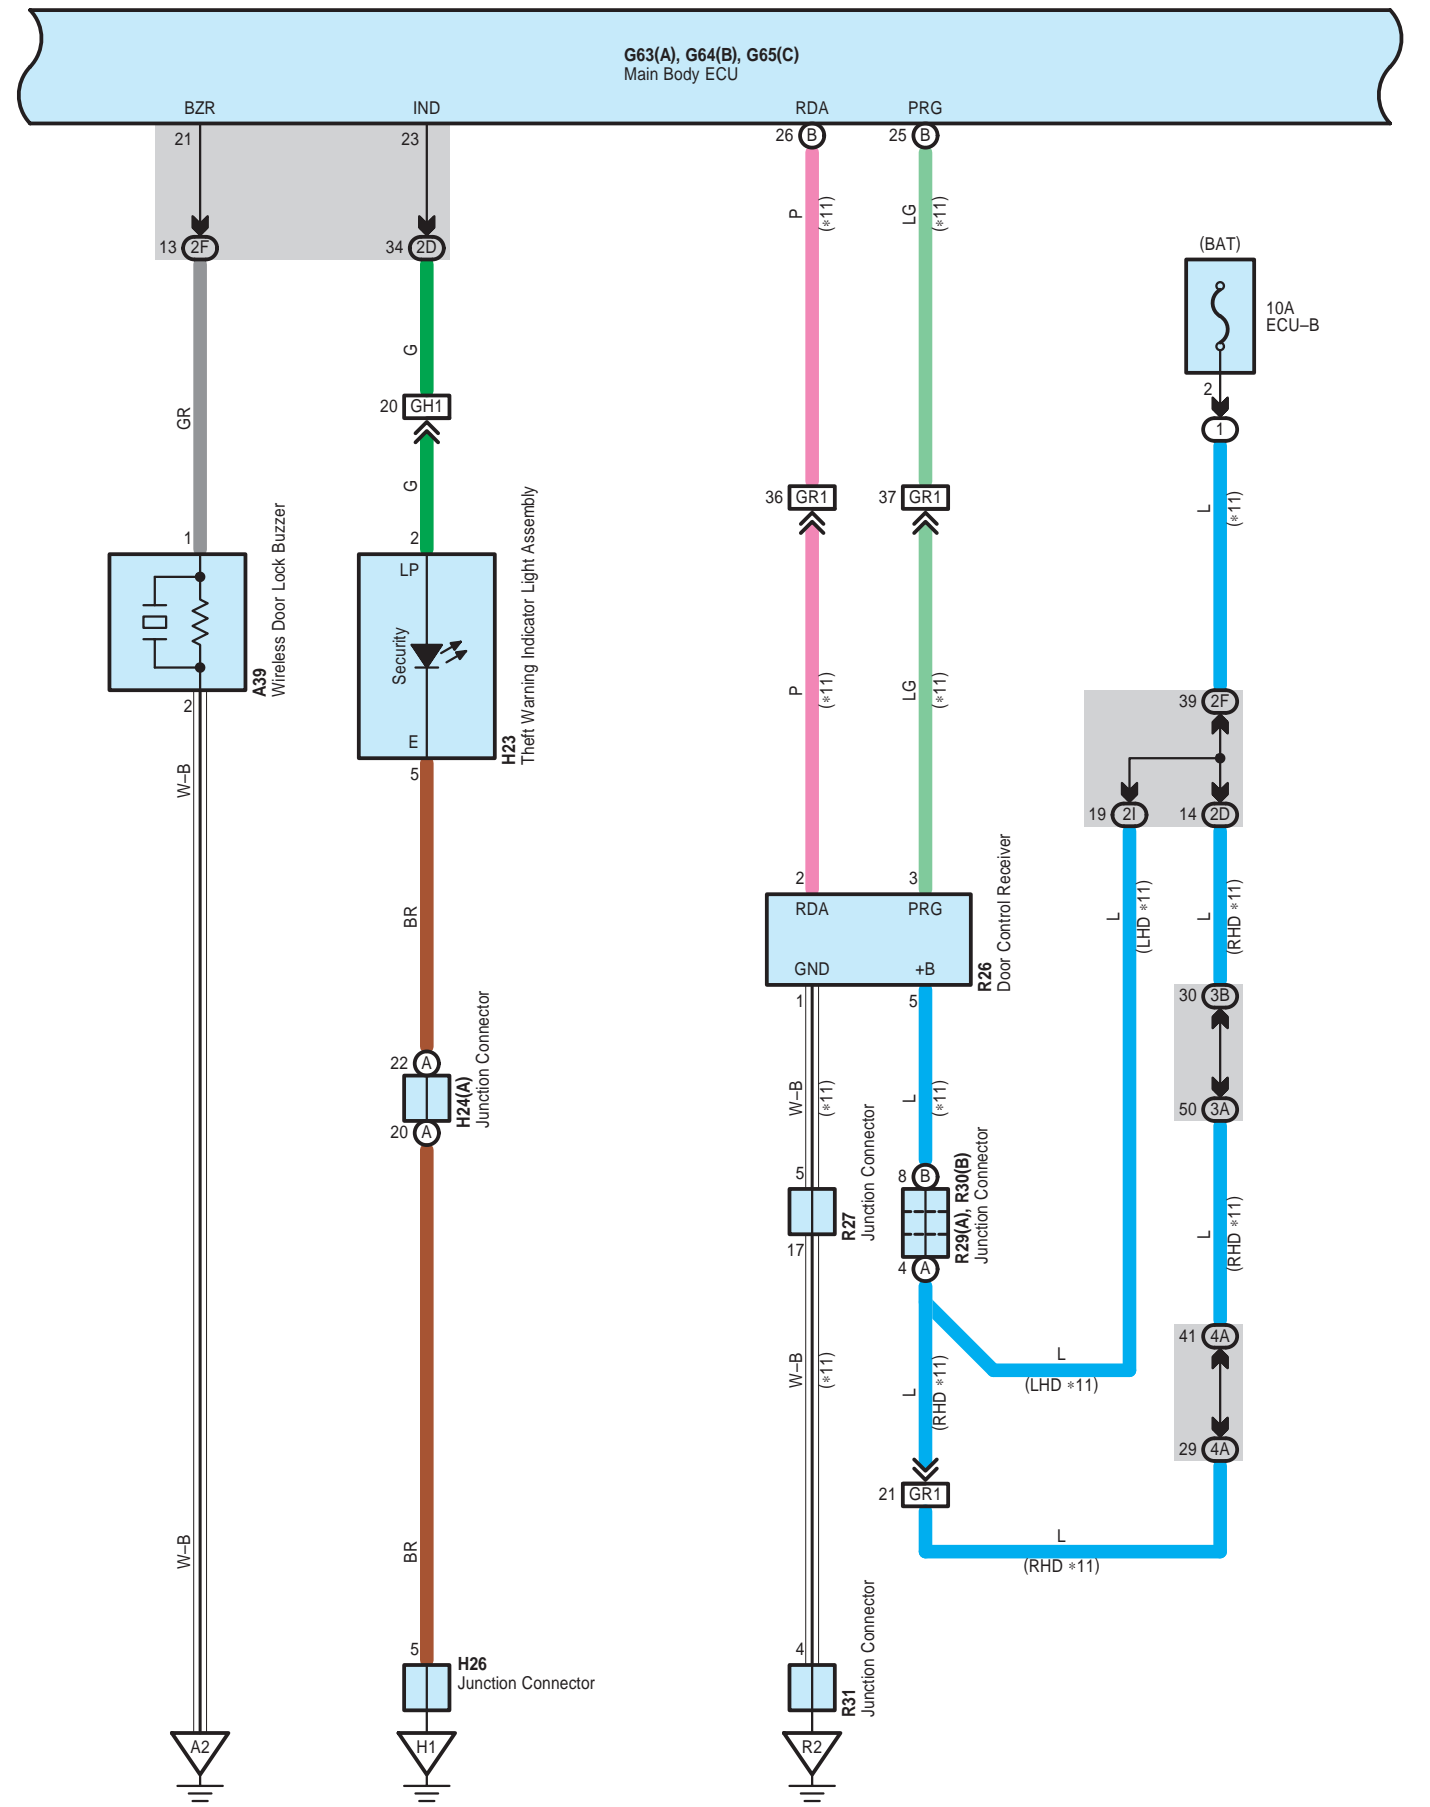 G63(A), G64(B), G65(C)
Main Body ECU
BZR
IND
RDA
PRG
21
23
26 B
25 B
13 2F
34 2D
P
(*11)
LG
(*11)
(BAT)
10A
ECU–B
2
1
GR
G
20 GH1
G
L
(*11)
36 GR1
37 GR1
1
A39
Wireless Door Lock Buzzer
2
2
LP
Security
E
5
H23
Theft Warning Indicator Light Assembly
P
(*11)
LG
(*11)
39 2F
19 2I
14 2D
W–B
BR
2
3
RDA
PRG
GND
+B
R26
Door Control Receiver
1
5
L
(LHD *11)
L
(RHD *11)
30 3B
50 3A
22 A
H24(A)
Junction Connector
20 A
W–B
(*11)
L
(*11)
5
R27
Junction Connector
17
8 B
R29(A), R30(B)
Junction Connector
4 A
L
(RHD *11)
41 4A
29 4A
W–B
(*11)
L
(RHD *11)
L
(LHD *11)
21 GR1
L
(RHD *11)
W–B
BR
5
H26
Junction Connector
4
R31
Junction Connector
A2
H1
R2